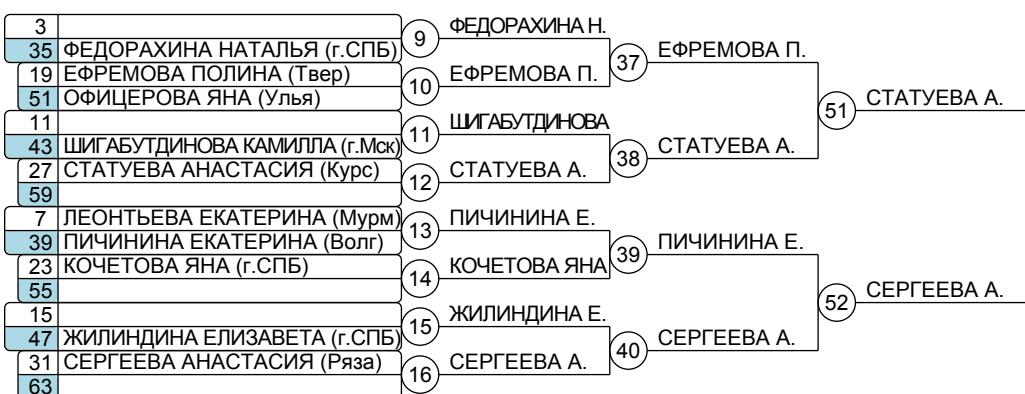 3
35 ФЕДОРАХИНА НАТАЛЬЯ (г.СПБ)
19 ЕФРЕМОВА ПОЛИНА (Твер)
51 ОФИЦЕРОВА ЯНА (Улья)
11
43 ШИГАБУТДИНОВА КАМИЛЛА (г.Мск)
27 СТАТУЕВА АНАСТАСИЯ (Курс)
59
7 ЛЕОНТЬЕВА ЕКАТЕРИНА (Мурм)
39 ПИЧИНИНА ЕКАТЕРИНА (Волг)
23 КОЧЕТОВА ЯНА (г.СПБ)
55
15
47 ЖИЛИНДИНА ЕЛИЗАВЕТА (г.СПБ)
31 СЕРГЕЕВА АНАСТАСИЯ (Ряза)
63
9 ФЕДОРАХИНА Н.
10 ЕФРЕМОВА П.
11 ШИГАБУТДИНОВА
12 СТАТУЕВА А.
13 ПИЧИНИНА Е.
14 КОЧЕТОВА ЯНА
15 ЖИЛИНДИНА Е.
16 СЕРГЕЕВА А.
37 ЕФРЕМОВА П.
38 СТАТУЕВА А.
39 ПИЧИНИНА Е.
40 СЕРГЕЕВА А.
51 СТАТУЕВА А.
52 СЕРГЕЕВА А.